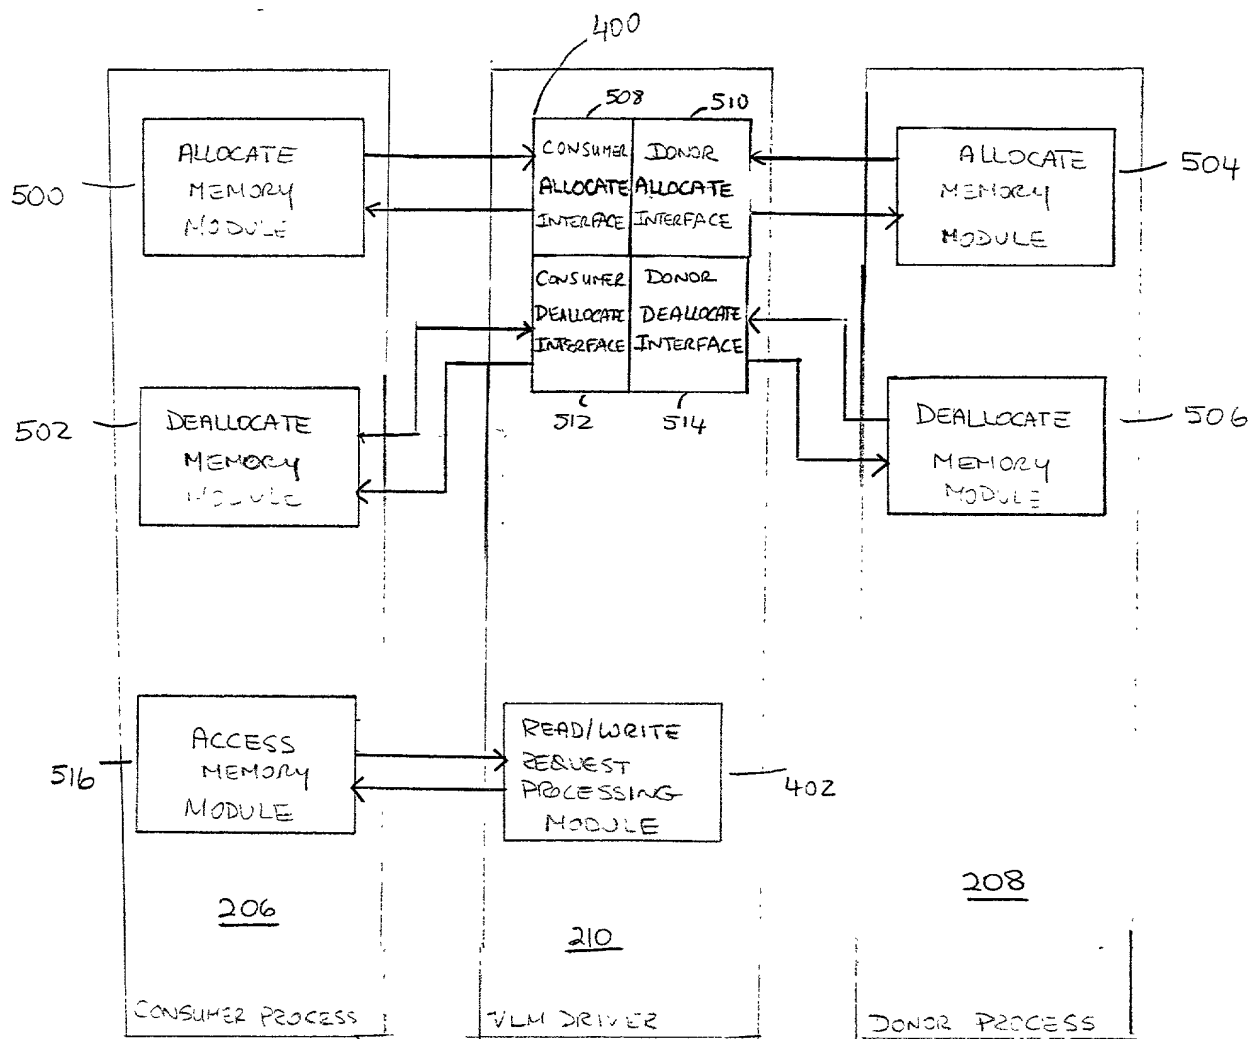 400
508
510
ALLOCATE
MEMORY
MODULE
500
CONSUMER
ALLOCATE
INTERFACE
DONOR
ALLOCATE
INTERFACE
ALLOCATE
MEMORY
MODULE
504
CONSUMER
DEALLOCATE
INTERFACE
DONOR
DEALLOCATE
INTERFACE
512
514
502
DEALLOCATE
MEMORY
MODULE
DEALLOCATE
MEMORY
MODULE
506
516
ACCESS
MEMORY
MODULE
READ/WRITE
REQUEST
PROCESSING
MODULE
402
206
210
208
CONSUMER PROCESS
VLM DRIVER
DONOR PROCESS